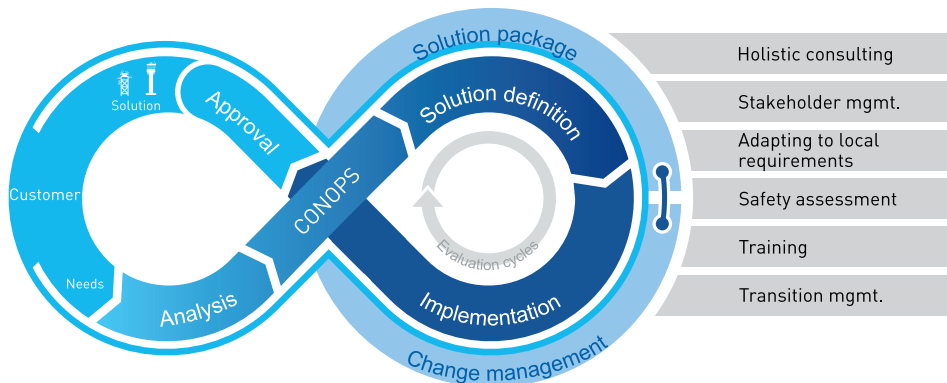 Solution package
Solution
Approval
Solution definition
Customer
CONOPS
Evaluation cycles
Needs
Analysis
Implementation
Change management
Holistic consulting
Stakeholder mgmt.
Adapting to local
requirements
Safety assessment
Training
Transition mgmt.